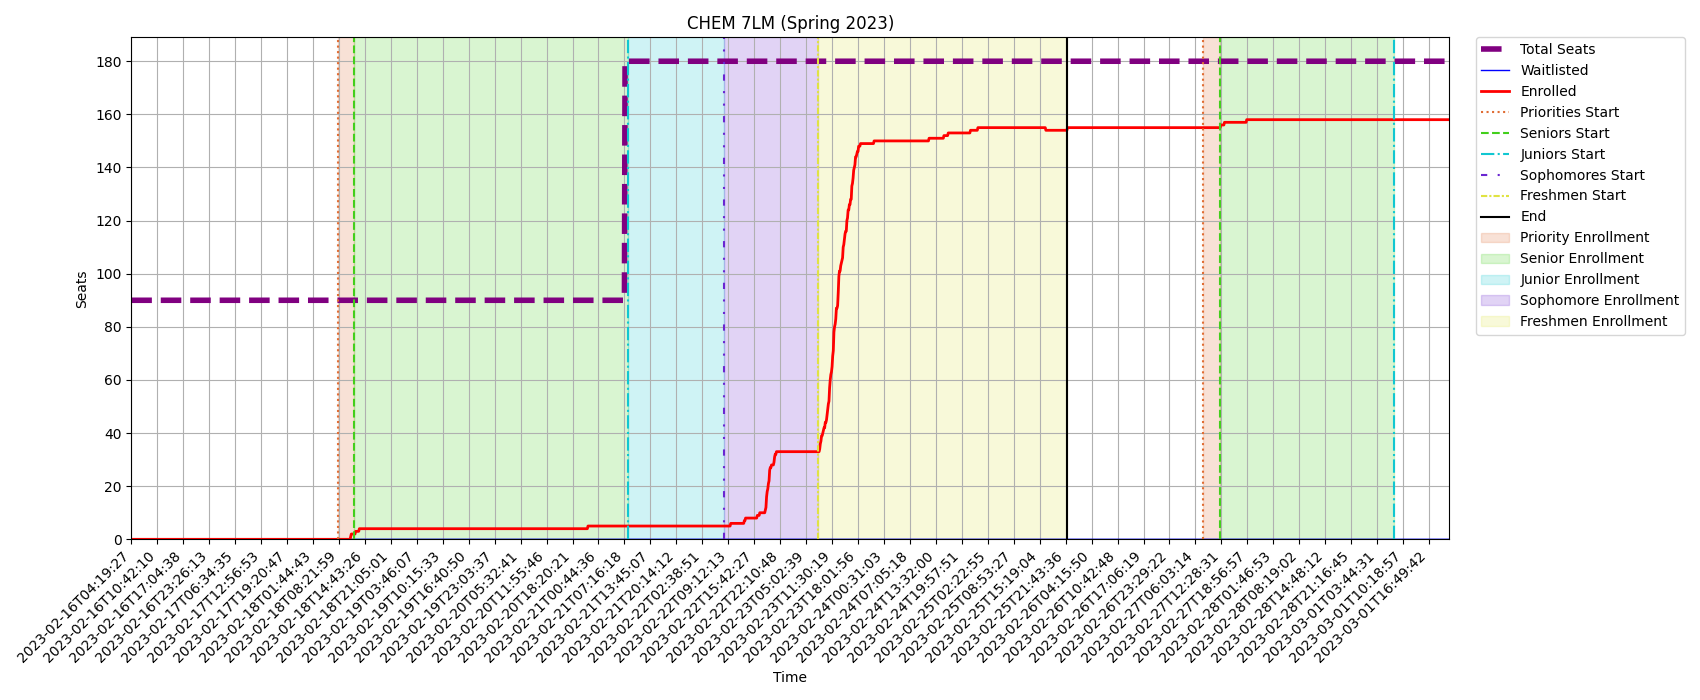 CHEM 7LM (Spring 2023)
Seats
180
160
140
120
100
80
60
40
20
0
2023-02-16T04:19:27
2023-02-16T10:42:10
2023-02-16T17:04:38
2023-02-16T23:26:13
2023-02-17T06:34:35
2023-02-17T12:56:53
2023-02-17T19:20:47
2023-02-18T01:44:43
2023-02-18T08:21:59
2023-02-18T14:43:26
2023-02-18T21:05:01
2023-02-19T03:46:07
2023-02-19T10:15:33
2023-02-19T16:40:50
2023-02-19T23:03:37
2023-02-20T05:32:41
2023-02-20T11:55:46
2023-02-20T18:20:21
2023-02-21T00:44:36
2023-02-21T07:16:18
2023-02-21T13:45:07
2023-02-21T20:14:12
2023-02-22T02:38:51
2023-02-22T09:12:13
2023-02-22T15:42:27
2023-02-22T22:10:48
2023-02-23T05:02:39
2023-02-23T11:30:19
2023-02-23T18:01:56
2023-02-24T00:31:03
2023-02-24T07:05:18
2023-02-24T13:32:00
2023-02-24T19:57:51
2023-02-25T02:22:55
2023-02-25T08:53:27
2023-02-25T15:19:04
2023-02-25T21:43:36
2023-02-26T04:15:50
2023-02-26T10:42:48
2023-02-26T17:06:19
2023-02-26T23:29:22
2023-02-27T06:03:14
2023-02-27T12:28:31
2023-02-27T18:56:57
2023-02-28T01:46:53
2023-02-28T08:19:02
2023-02-28T14:48:12
2023-02-28T21:16:45
2023-03-01T03:44:31
2023-03-01T10:18:57
2023-03-01T16:49:42
Time
Total Seats
Waitlisted
Enrolled
Priorities Start
Seniors Start
Juniors Start
Sophomores Start
Freshmen Start
End
Priority Enrollment
Senior Enrollment
Junior Enrollment
Sophomore Enrollment
Freshmen Enrollment